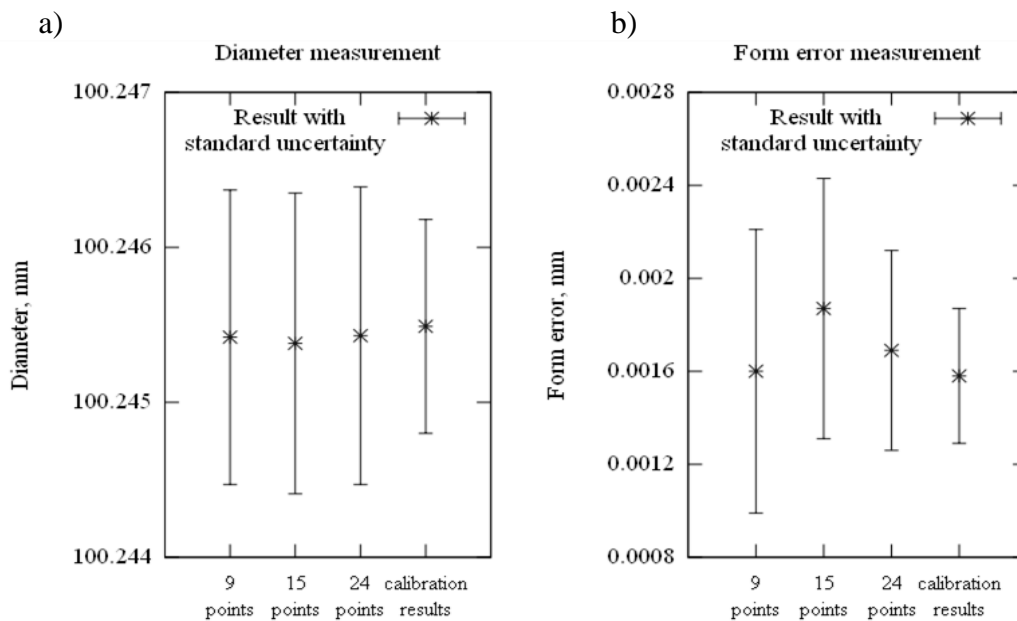 a)
Diameter measurement
100.247
100.246
100.245
100.244
Diameter, mm
Result with
standard uncertainty
9
points
15
points
24
points
calibration
results
b)
Form error measurement
0.0028
0.0024
0.002
0.0016
0.0012
0.0008
Form error, mm
Result with
standard uncertainty
9
points
15
points
24
points
calibration
results